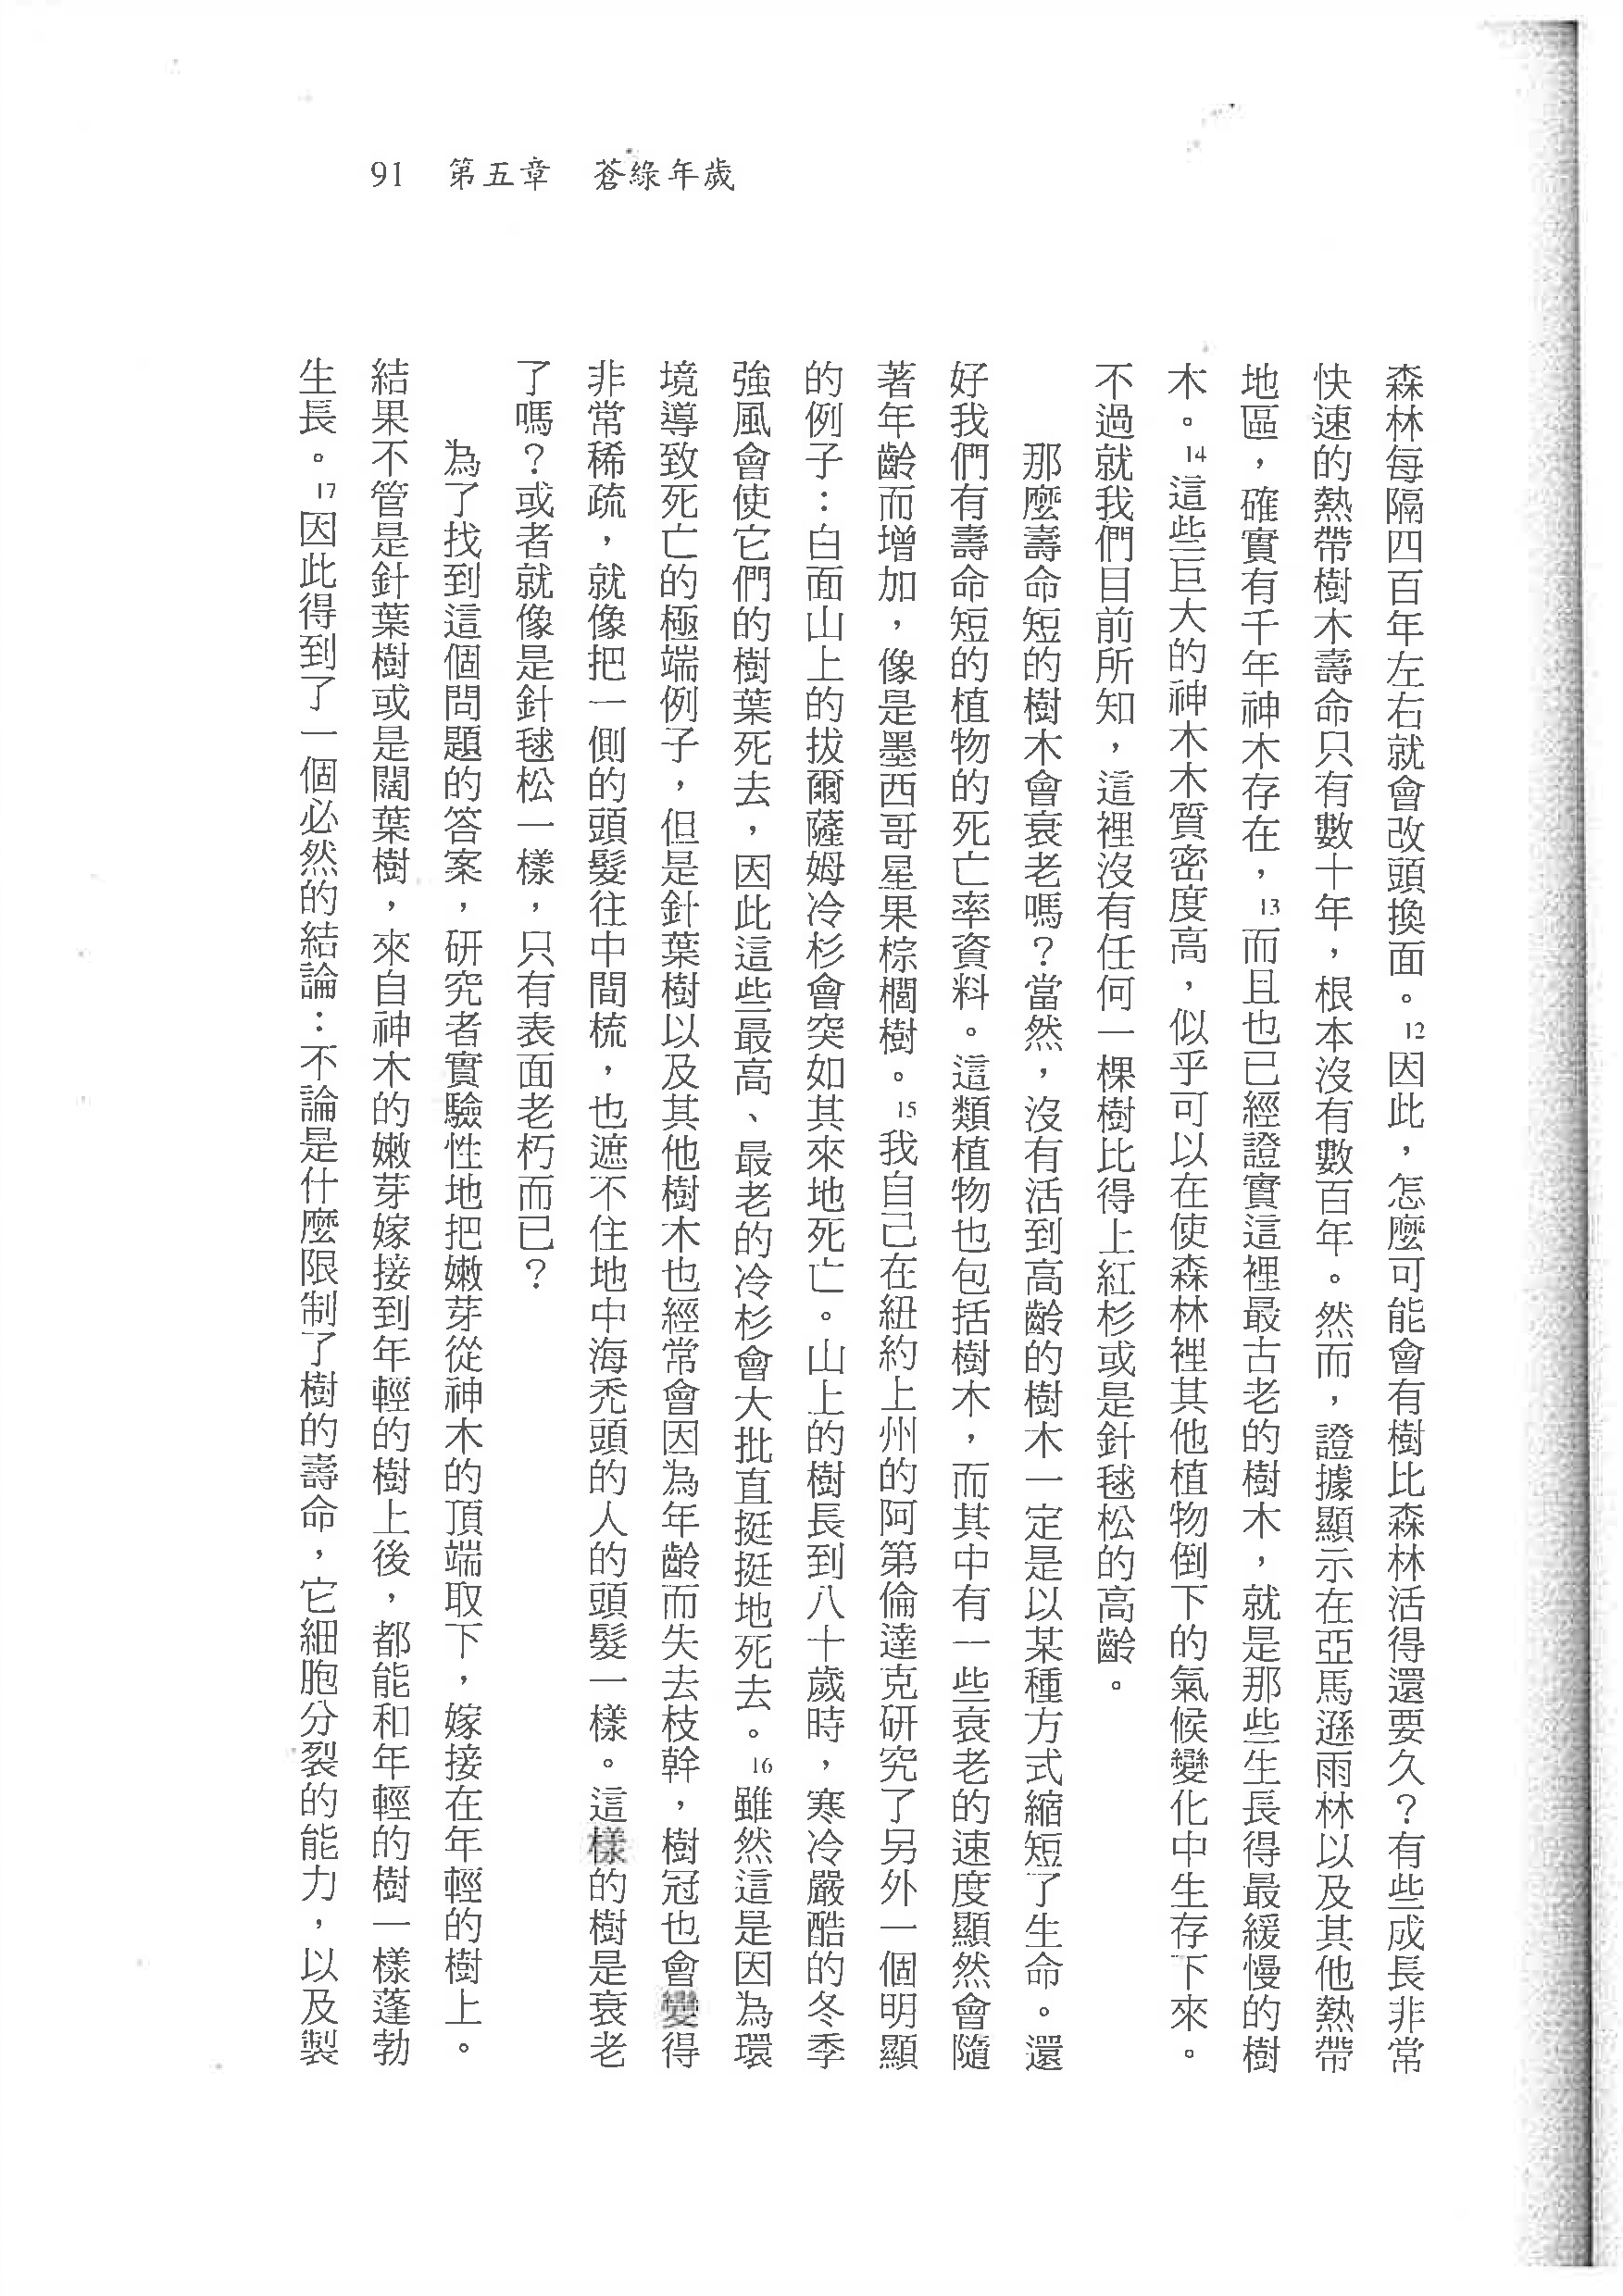 91 第五章 蒼綠年歲
森林每隔四百年左右就會改頭換面。12因此，怎麼可能會有樹比森林活得還要久？有些成長非常
快速的熱帶樹木壽命只有數十年，根本沒有數百年。然而，證據顯示在亞馬遜雨林以及其他熱帶
地區，確實有千年神木存在，13而且也已經證實這裡最古老的樹木，就是那些生長得最緩慢的樹
木。14這些巨大的神木木質密度高，似乎可以在使森林裡其他植物倒下的氣候變化中生存下來。
不過就我們目前所知，這裡沒有任何一棵樹比得上紅杉或是針毬松的高齡。
那麼壽命短的樹木會衰老嗎？當然，沒有活到高齡的樹木一定是以某種方式縮短了生命。還
好我們有壽命短的植物的死亡率資料。這類植物也包括樹木，而其中有一些衰老的速度顯然會隨
著年齡而增加，像是墨西哥星果棕櫚樹。15我自己在紐約上州的阿第倫達克研究了另外一個明顯
的例子：白面山上的拔爾薩姆冷杉會突如其來地死亡。山上的樹長到八十歲時，寒冷嚴酷的冬季
強風會使它們的樹葉死去，因此這些最高、最老的冷杉會大批直挺挺地死去。16雖然這是因為環
境導致死亡的極端例子，但是針葉樹以及其他樹木也經常會因為年齡而失去枝幹，樹冠也會變得
非常稀疏，就像把一側的頭髮往中間梳，也遮不住地中海禿頭的人的頭髮一樣。這樣的樹是衰老
了嗎？或者就像是針毬松一樣，只有表面老朽而已？
為了找到這個問題的答案，研究者實驗性地把嫩芽從神木的頂端取下，嫁接在年輕的樹上。
結果不管是針葉樹或是闊葉樹，來自神木的嫩芽嫁接到年輕的樹上後，都能和年輕的樹一樣蓬勃
生長。17因此得到了一個必然的結論：不論是什麼限制了樹的壽命，它細胞分裂的能力，以及製